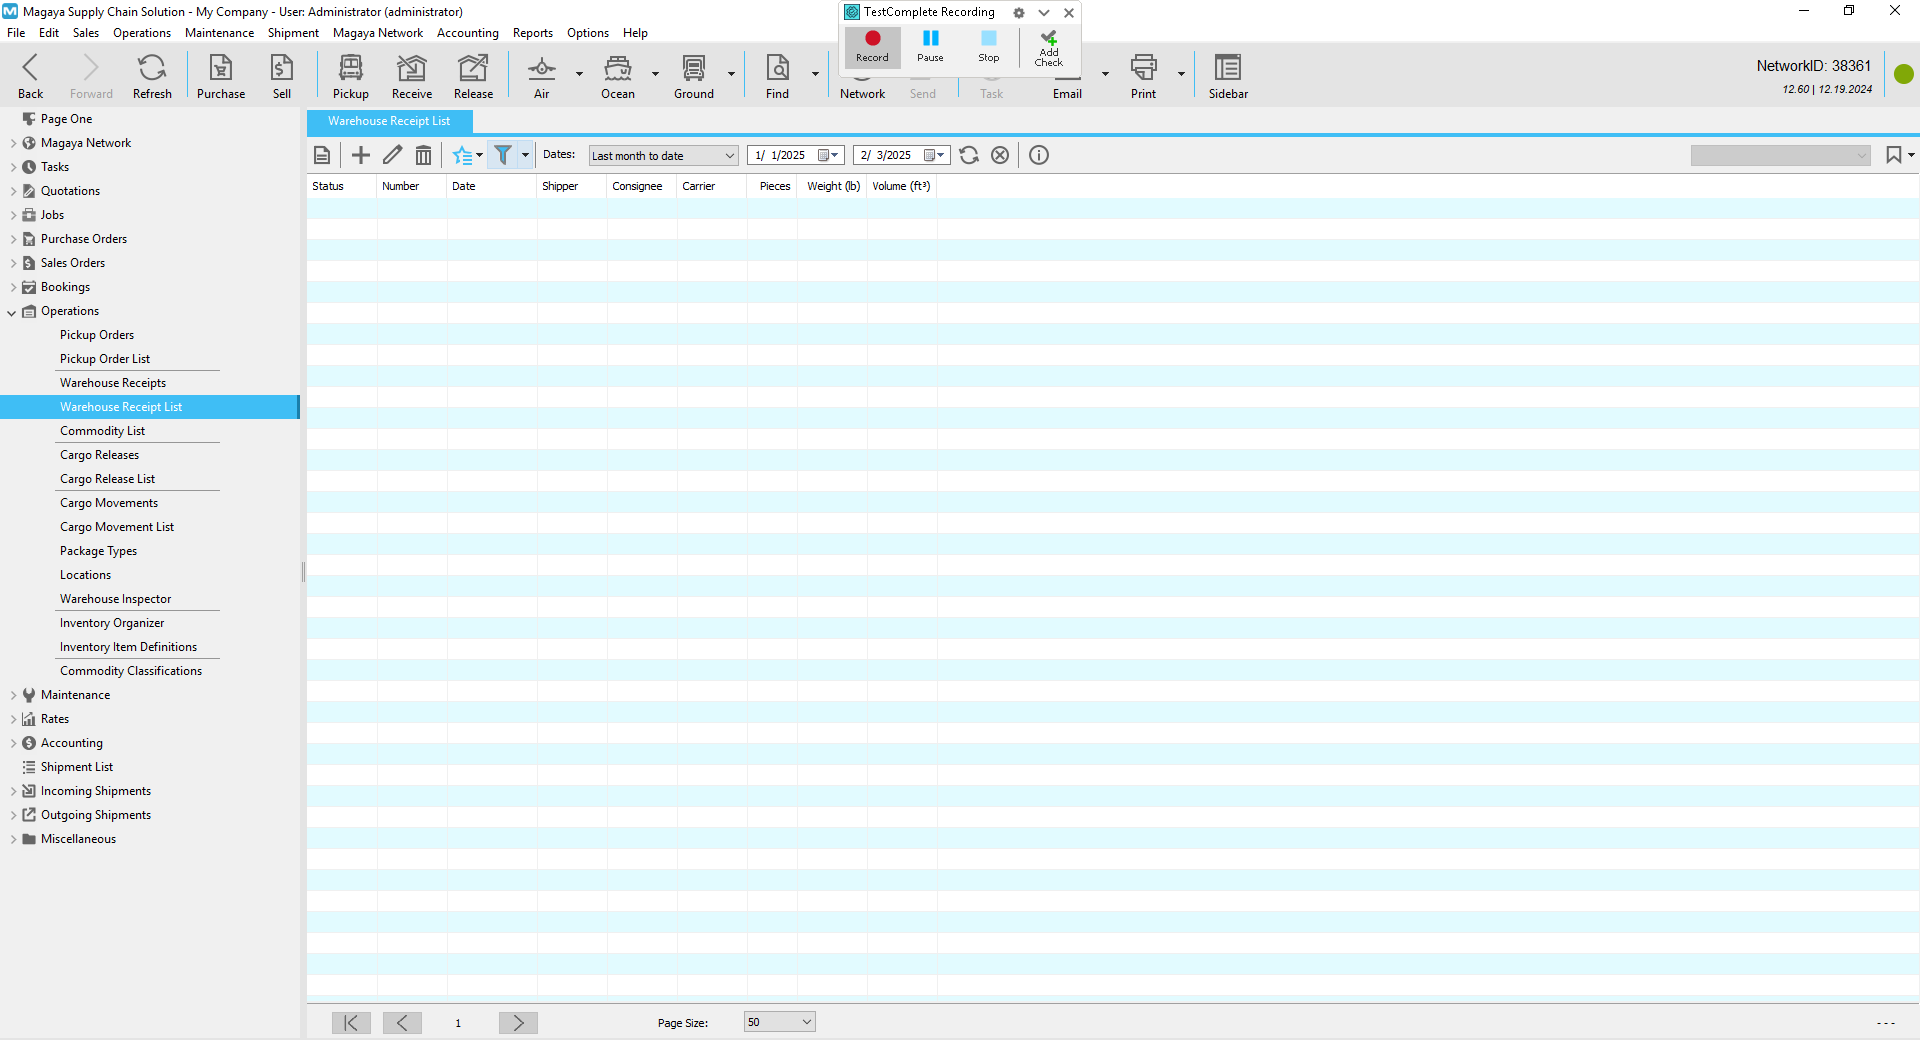 Magaya Supply Chain Solution - My Company - User: Administrator (administrator)
TestComplete Recording
File Edit Sales Operations Maintenance Shipment Magaya Network Accounting Reports Options Help
Record Pause Stop Add Check
Back Forward Refresh Purchase Sell Pickup Receive Release Air Ocean Ground Find Network Send Task Email Print Sidebar
NetworkID: 38361
12.60 | 12.19.2024
Page One
Magaya Network
Tasks
Quotations
Jobs
Purchase Orders
Sales Orders
Bookings
Operations
Pickup Orders
Pickup Order List
Warehouse Receipts
Warehouse Receipt List
Commodity List
Cargo Releases
Cargo Release List
Cargo Movements
Cargo Movement List
Package Types
Locations
Warehouse Inspector
Inventory Organizer
Inventory Item Definitions
Commodity Classifications
Maintenance
Rates
Accounting
Shipment List
Incoming Shipments
Outgoing Shipments
Miscellaneous
Warehouse Receipt List
Dates: Last month to date 1/ 1/2025 2/ 3/2025
Status Number Date Shipper Consignee Carrier Pieces Weight (lb) Volume (ft³)
1 Page Size: 50 - - -